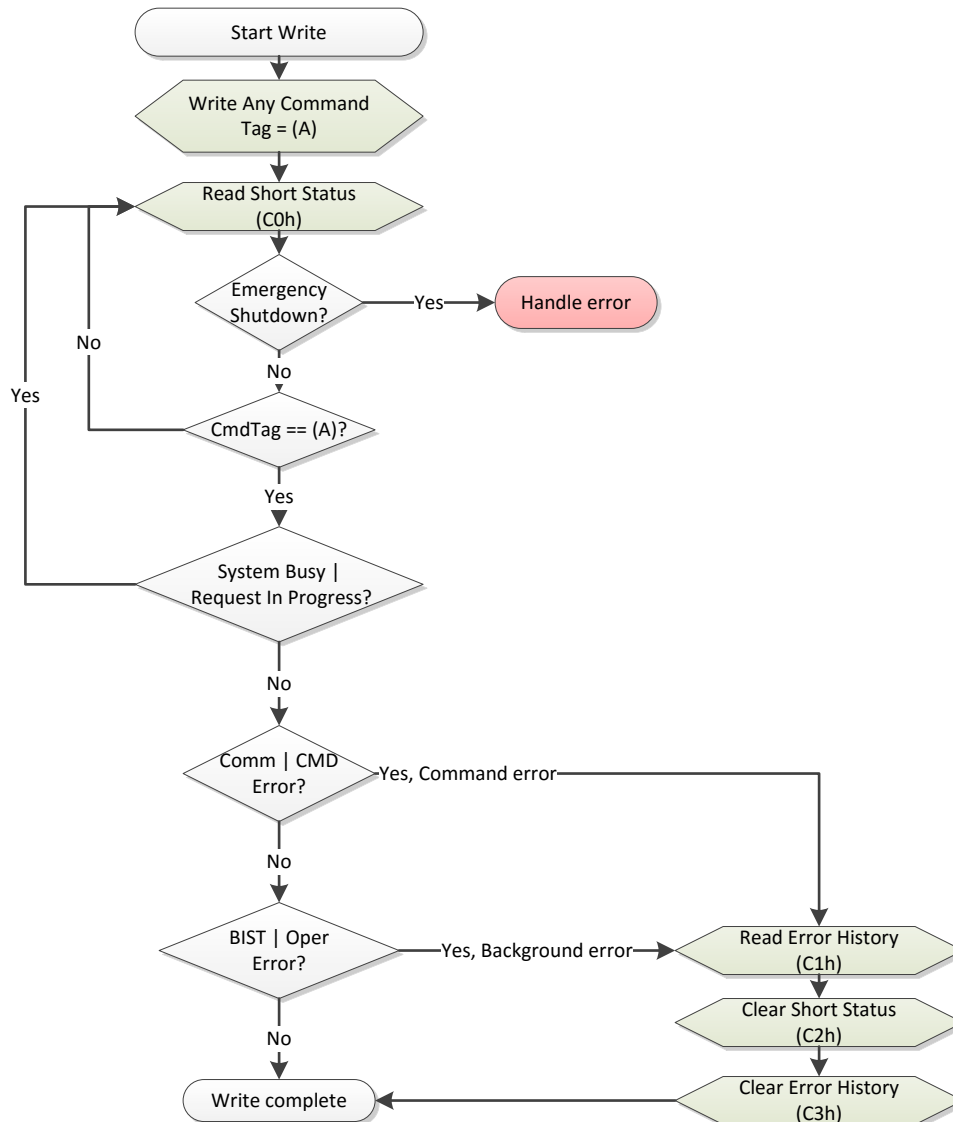 Start Write
Write Any Command
Tag = (A)
Read Short Status
(C0h)
Emergency
Shutdown?
Yes
Handle error
No
No
Yes
CmdTag == (A)?
Yes
System Busy |
Request In Progress?
No
Comm | CMD
Error?
Yes, Command error
No
BIST | Oper
Error?
Yes, Background error
Read Error History
(C1h)
Clear Short Status
(C2h)
No
Write complete
Clear Error History
(C3h)